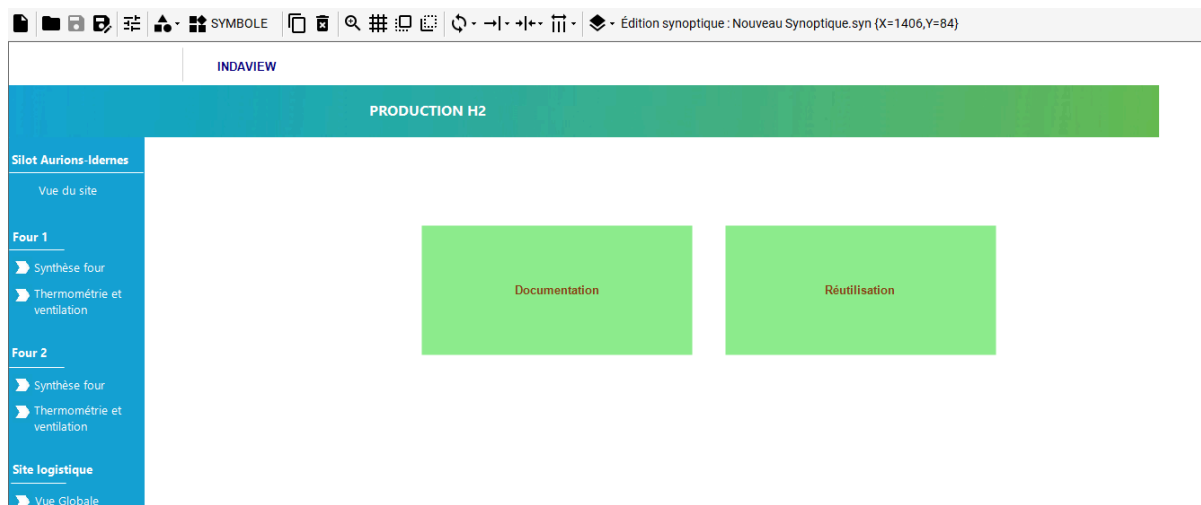 SYMBOLE
Édition synoptique : Nouveau Synoptique.syn {X=1406,Y=84}
INDAVIEW
PRODUCTION H2
Silot Aurions-Idernes
Vue du site
Four 1
Synthèse four
Thermométrie et
ventilation
Four 2
Synthèse four
Thermométrie et
ventilation
Site logistique
Vue Globale
Documentation
Réutilisation